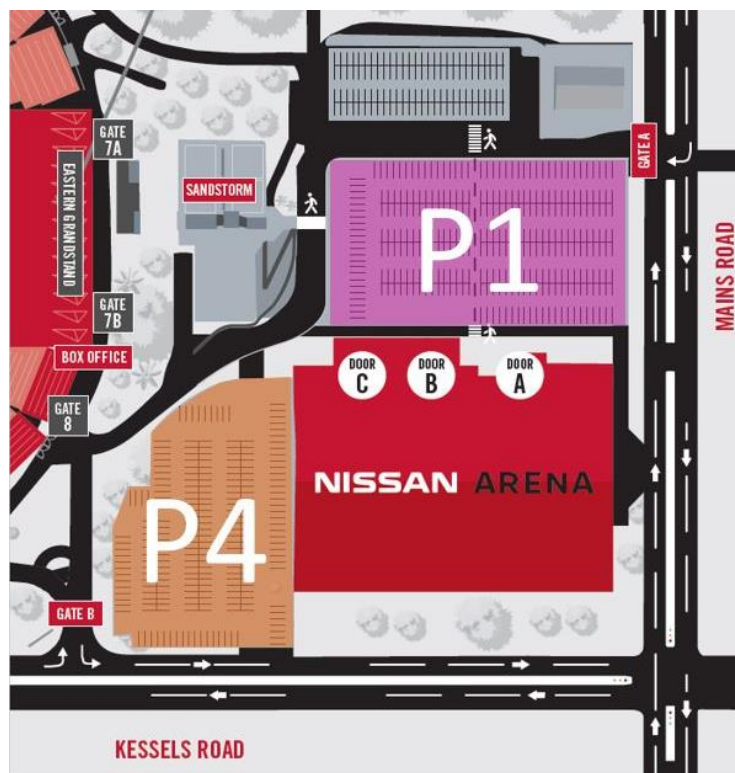 GATE
7A
EASTERN GRANDSTAND
SANDSTORM
GATE A
P1
MAINS ROAD
GATE
7B
BOX OFFICE
DOOR
C
DOOR
B
DOOR
A
GATE
8
NISSAN ARENA
P4
GATE B
KESSELS ROAD